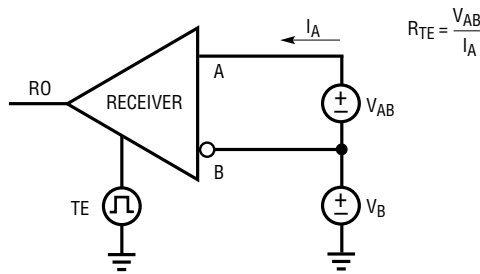 I_A
R_TE = V_AB / I_A
A
RO
RECEIVER
+
−
V_AB
B
TE
+
−
V_B